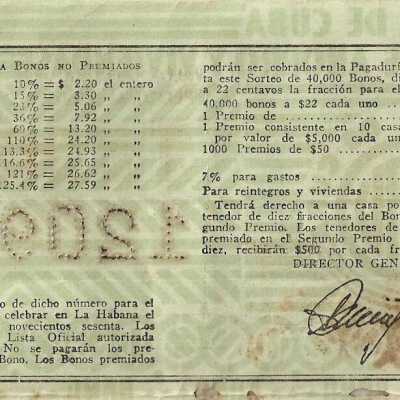 A BONOS NO PREMIADOS
10% = $ 2.20 el entero
15% = 3.30 " "
23% = 5.06 " "
36% = 7.92 " "
60% = 13.20 " "
110% = 24.20 " "
= 24.93 " "
116.6% = 25.65 " "
121% = 26.62 " "
125.4% = 27.59 " "
podrán ser cobrados en la Pagadurí
ta este Sorteo de 40,000 Bonos, di
a 22 centavos la fracción para el
40,000 bonos a $22 cada uno
1 Premio de
1 Premio consistente en 10 casa
por valor de $5,000 cada un
1000 Premios de $50
7% para gastos
Para reintegros y viviendas
Tendrá derecho a una casa po
tenedor de diez fracciones del Bon
gundo Premio. Los tenedores de
premiado en el Segundo Premio
diez, recibirán $500 por cada fr
DIRECTOR GEN
o de dicho número para el
celebrar en La Habana el
novecientos sesenta. Los
Lista Oficial autorizada
No se pagarán los pre-
Bono. Los Bonos premiados